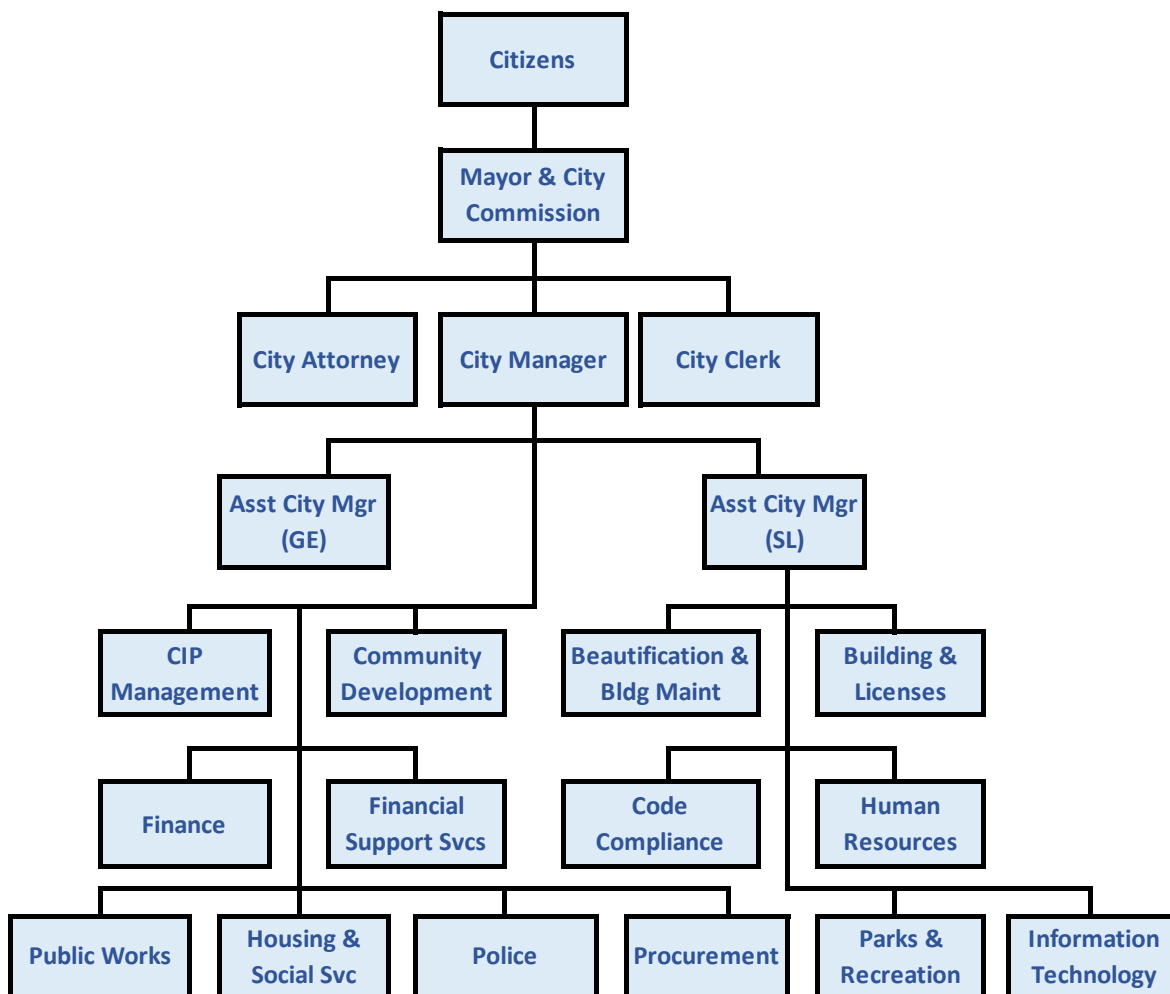 Citizens
Mayor & City
Commission
City Attorney
City Manager
City Clerk
Asst City Mgr
(GE)
Asst City Mgr
(SL)
CIP
Management
Community
Development
Beautification &
Bldg Maint
Building &
Licenses
Finance
Financial
Support Svcs
Code
Compliance
Human
Resources
Public Works
Housing &
Social Svc
Police
Procurement
Parks &
Recreation
Information
Technology